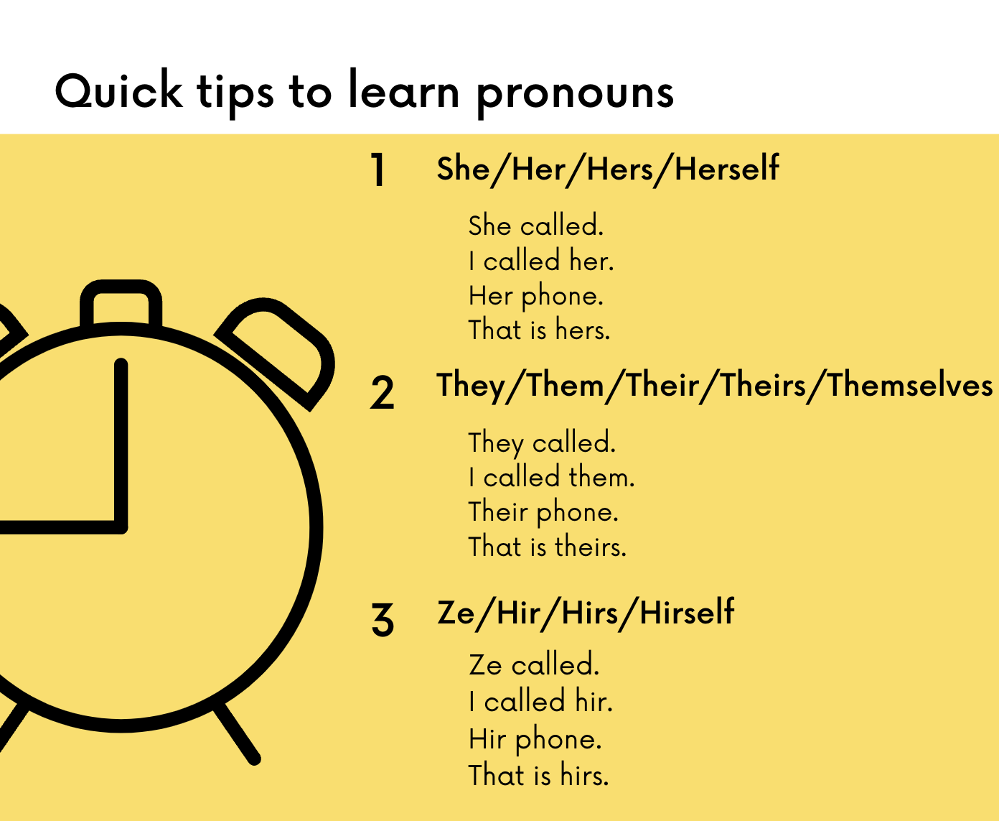 Quick tips to learn pronouns
1 She/Her/Hers/Herself
She called.
I called her.
Her phone.
That is hers.
2 They/Them/Their/Theirs/Themselves
They called.
I called them.
Their phone.
That is theirs.
3 Ze/Hir/Hirs/Hirself
Ze called.
I called hir.
Hir phone.
That is hirs.